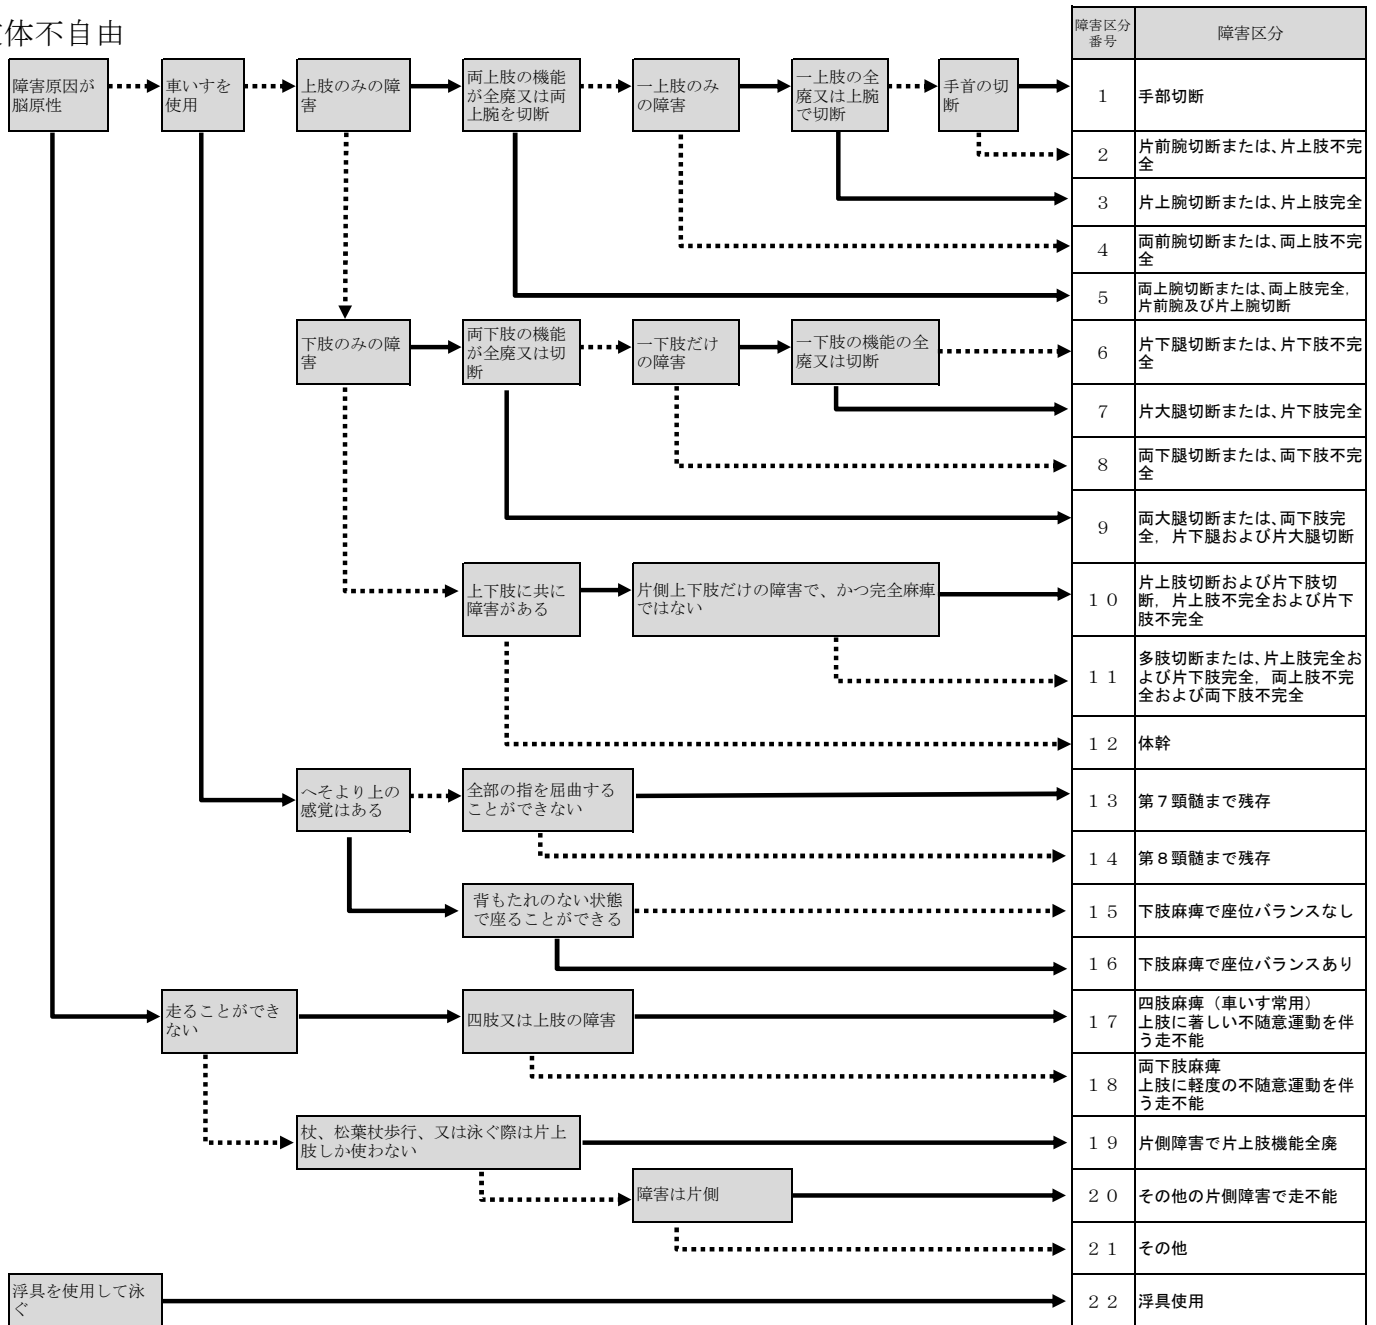 体不自由
障害区分
番号
障害区分
障害原因が
脳原性
車いすを
使用
上肢のみの障
害
両上肢の機能
が全廃又は両
上腕を切断
一上肢のみ
の障害
一上肢の全
廃又は上腕
で切断
手首の切
断
1
手部切断
2
片前腕切断または、片上肢不完
全
3
片上腕切断または、片上肢完全
4
両前腕切断または、両上肢不完
全
5
両上腕切断または、両上肢完全,
片前腕及び片上腕切断
下肢のみの障
害
両下肢の機能
が全廃又は切
断
一下肢だけ
の障害
一下肢の機能の全
廃又は切断
6
片下腿切断または、片下肢不完
全
7
片大腿切断または、片下肢完全
8
両下腿切断または、両下肢不完
全
9
両大腿切断または、両下肢完
全, 片下腿および片大腿切断
上下肢に共に
障害がある
片側上下肢だけの障害で、かつ完全麻痺
ではない
10
片上肢切断および片下肢切
断, 片上肢不完全および片下
肢不完全
11
多肢切断または、片上肢完全お
よび片下肢完全, 両上肢不完
全および両下肢不完全
12
体幹
へそより上の
感覚はある
全部の指を屈曲する
ことができない
13
第7頸髄まで残存
14
第8頸髄まで残存
背もたれのない状態
で座ることができる
15
下肢麻痺で座位バランスなし
16
下肢麻痺で座位バランスあり
走ることができ
ない
四肢又は上肢の障害
17
四肢麻痺（車いす常用）
上肢に著しい不随意運動を伴
う走不能
18
両下肢麻痺
上肢に軽度の不随意運動を伴
う走不能
杖、松葉杖歩行、又は泳ぐ際は片上
肢しか使わない
19
片側障害で片上肢機能全廃
障害は片側
20
その他の片側障害で走不能
21
その他
浮具を使用して泳
ぐ
22
浮具使用